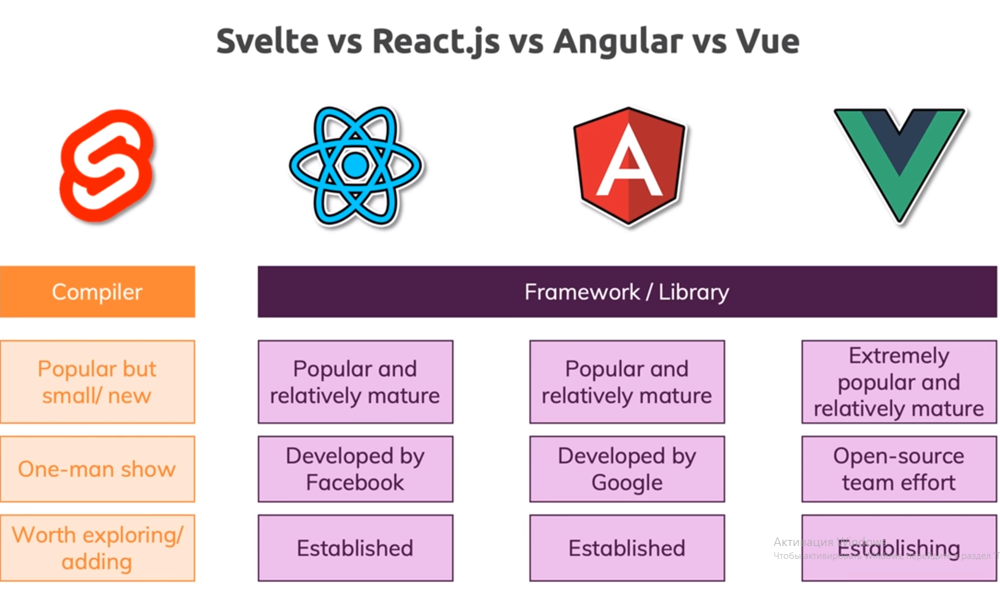 Svelte vs React.js vs Angular vs Vue
Compiler
Framework / Library
Popular but
small/ new
Popular and
relatively mature
Popular and
relatively mature
Extremely
popular and
relatively mature
One-man show
Developed by
Facebook
Developed by
Google
Open-source
team effort
Worth exploring/
adding
Established
Established
Establishing
Активация Windows
Чтобы активировать Windows, перейдите в раздел "